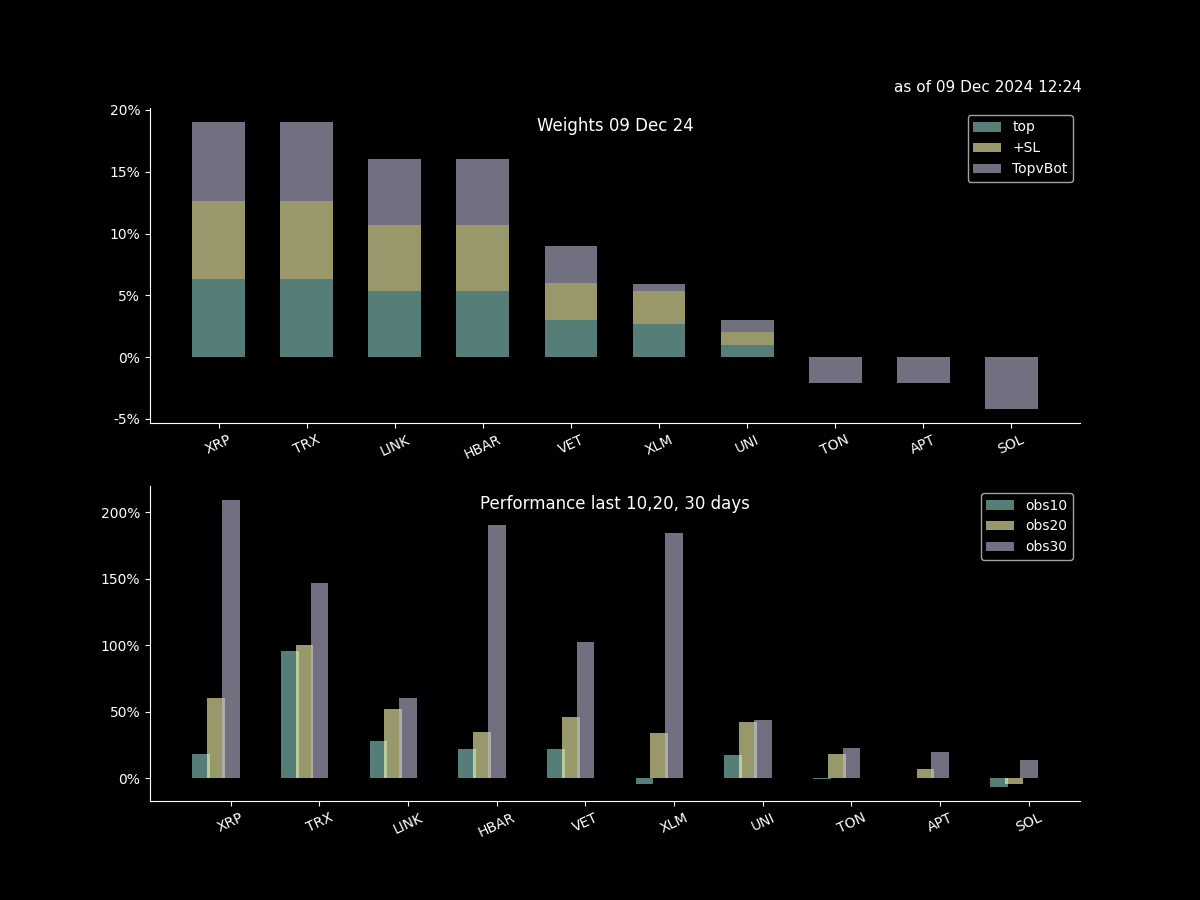 as of 09 Dec 2024 12:24
Weights 09 Dec 24
top
+SL
TopvBot
20%
15%
10%
5%
0%
-5%
XRP TRX LINK HBAR VET XLM UNI TON APT SOL
Performance last 10,20, 30 days
obs10
obs20
obs30
200%
150%
100%
50%
0%
XRP TRX LINK HBAR VET XLM UNI TON APT SOL